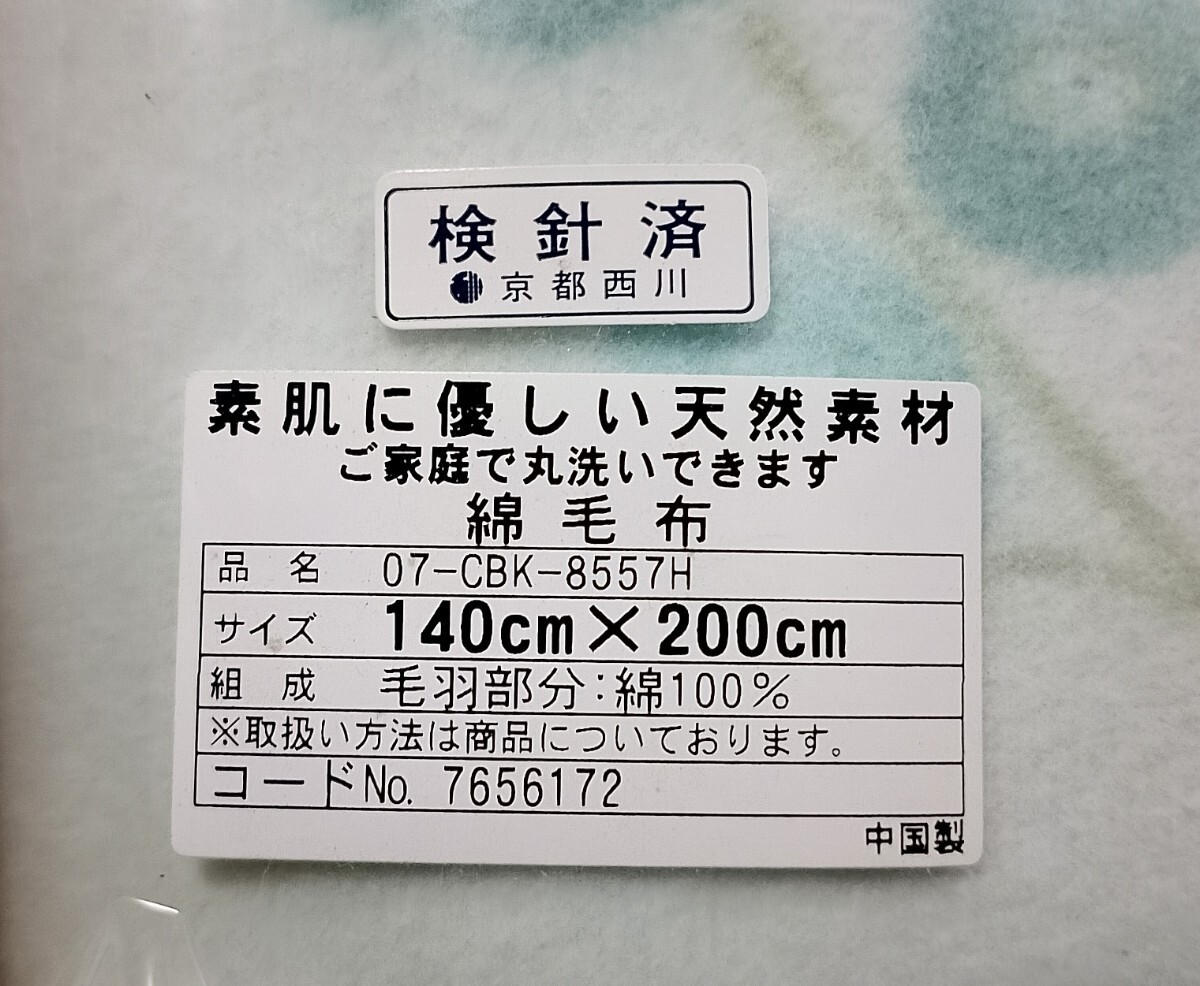 検針済
京都西川
素肌に優しい天然素材
ご家庭で丸洗いできます
綿毛布
品名 07-CBK-8557H
サイズ 140cm×200cm
組成 毛羽部分:綿100%
※取扱い方法は商品についております。
コードNo. 7656172
中国製